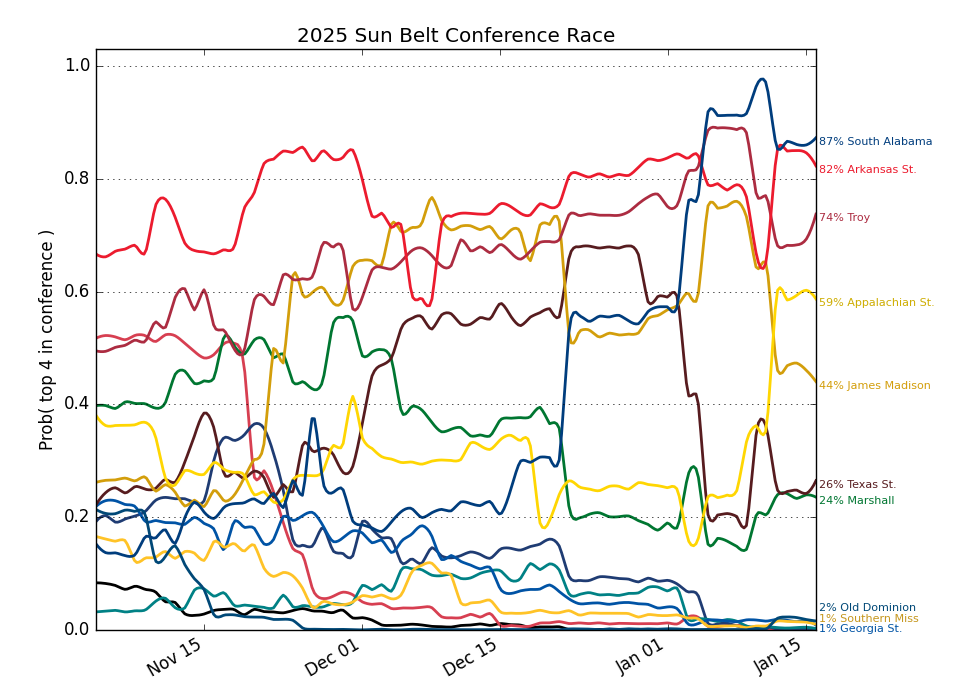 2025 Sun Belt Conference Race
Prob( top 4 in conference )
1.0
0.8
0.6
0.4
0.2
0.0
Nov 15
Dec 01
Dec 15
Jan 01
Jan 15
87% South Alabama
82% Arkansas St.
74% Troy
59% Appalachian St.
44% James Madison
26% Texas St.
24% Marshall
2% Old Dominion
1% Southern Miss
1% Georgia St.